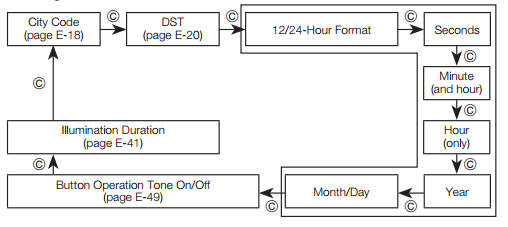 ©
©
©
City Code
(page E-18)
DST
(page E-20)
12/24-Hour Format
Seconds
©
Minute
(and hour)
©
©
Hour
(only)
Illumination Duration
(page E-41)
©
©
Button Operation Tone On/Off
(page E-49)
Month/Day
Year
©
©